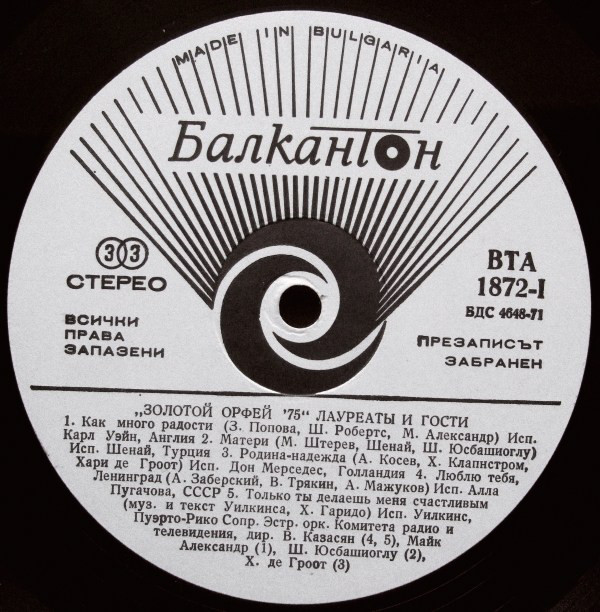 MADE IN BULGARIA
Балкантон
33
СТЕРЕО
ВСИЧКИ
ПРАВА
ЗАПАЗЕНИ
ВТА
1872-I
БДС 4648-71
ПРЕЗАПИСЪТ
ЗАБРАНЕН
„ЗОЛОТОЙ ОРФЕЙ '75“ ЛАУРЕАТЫ И ГОСТИ
1. Как много радости (З. Попова, Ш. Робертс, М. Александр) Исп.
Карл Уэйн, Англия 2. Матери (М. Штерев, Шенай, Ш. Юсбашиоглу)
Исп. Шенай, Турция 3. Родина-надежда (А. Косев, Х. Клапнстром,
Хари де Гроот) Исп. Дон Мерседес, Голландия 4. Люблю тебя,
Ленинград (А. Заберский, В. Трякин, А. Мажуков) Исп. Алла
Пугачова, СССР 5. Только ты делаешь меня счастливым
(муз. и текст Уилкинса, Х. Гаридо) Исп. Уилкинс,
Пуэрто-Рико Сопр. Эстр. орк. Комитета радио и
телевидения, дир. В. Казасян (4, 5), Майк
Александр (1), Ш. Юсбашиоглу (2),
Х. де Гроот (3)